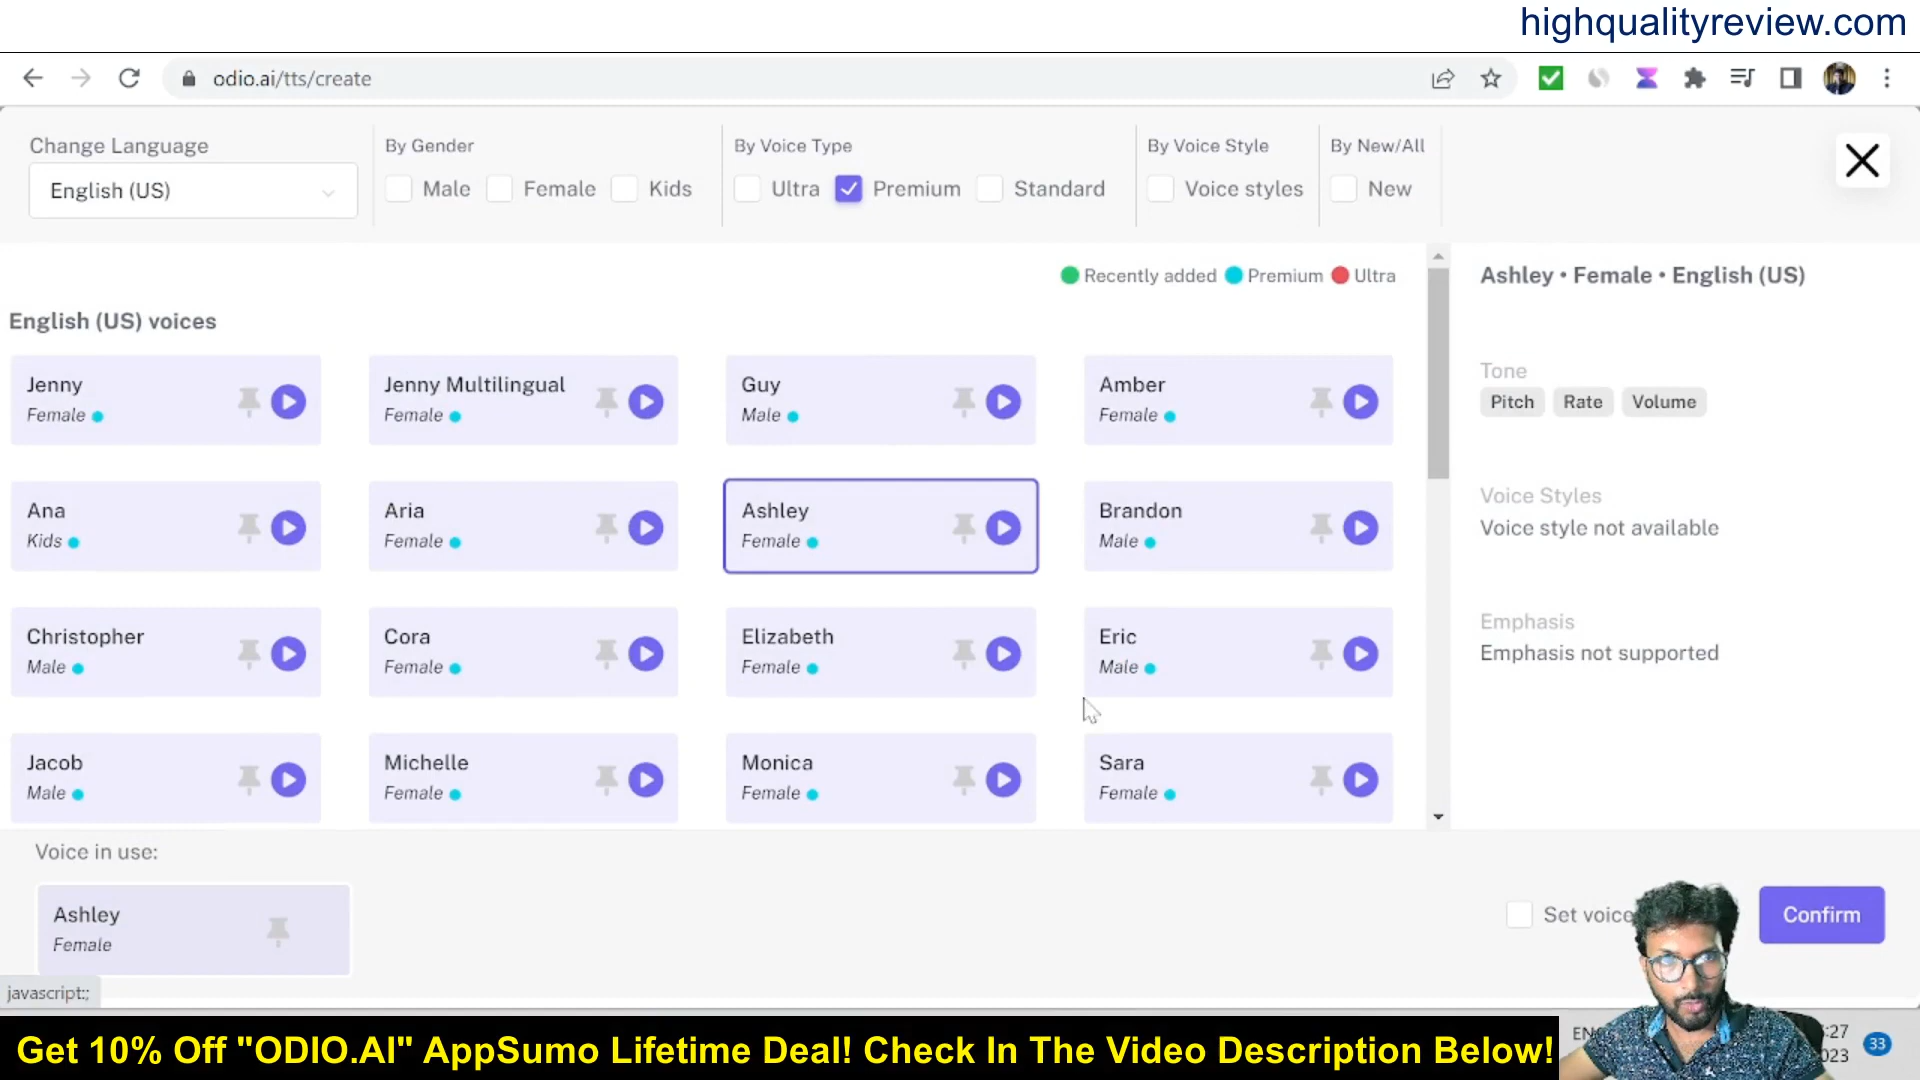 highqualityreview.com
odio.ai/tts/create
Change Language
English (US)
By Gender
Male
Female
Kids
By Voice Type
Ultra
Premium
Standard
By Voice Style
Voice styles
By New/All
New
Recently added
Premium
Ultra
English (US) voices
Jenny
Female
Jenny Multilingual
Female
Guy
Male
Amber
Female
Ana
Kids
Aria
Female
Ashley
Female
Brandon
Male
Christopher
Male
Cora
Female
Elizabeth
Female
Eric
Male
Jacob
Male
Michelle
Female
Monica
Female
Sara
Female
Ashley • Female • English (US)
Tone
Pitch
Rate
Volume
Voice Styles
Voice style not available
Emphasis
Emphasis not supported
Voice in use:
Ashley
Female
Set voice
Confirm
javascript:;
Get 10% Off "ODIO.AI" AppSumo Lifetime Deal! Check In The Video Description Below!
:27
023
33